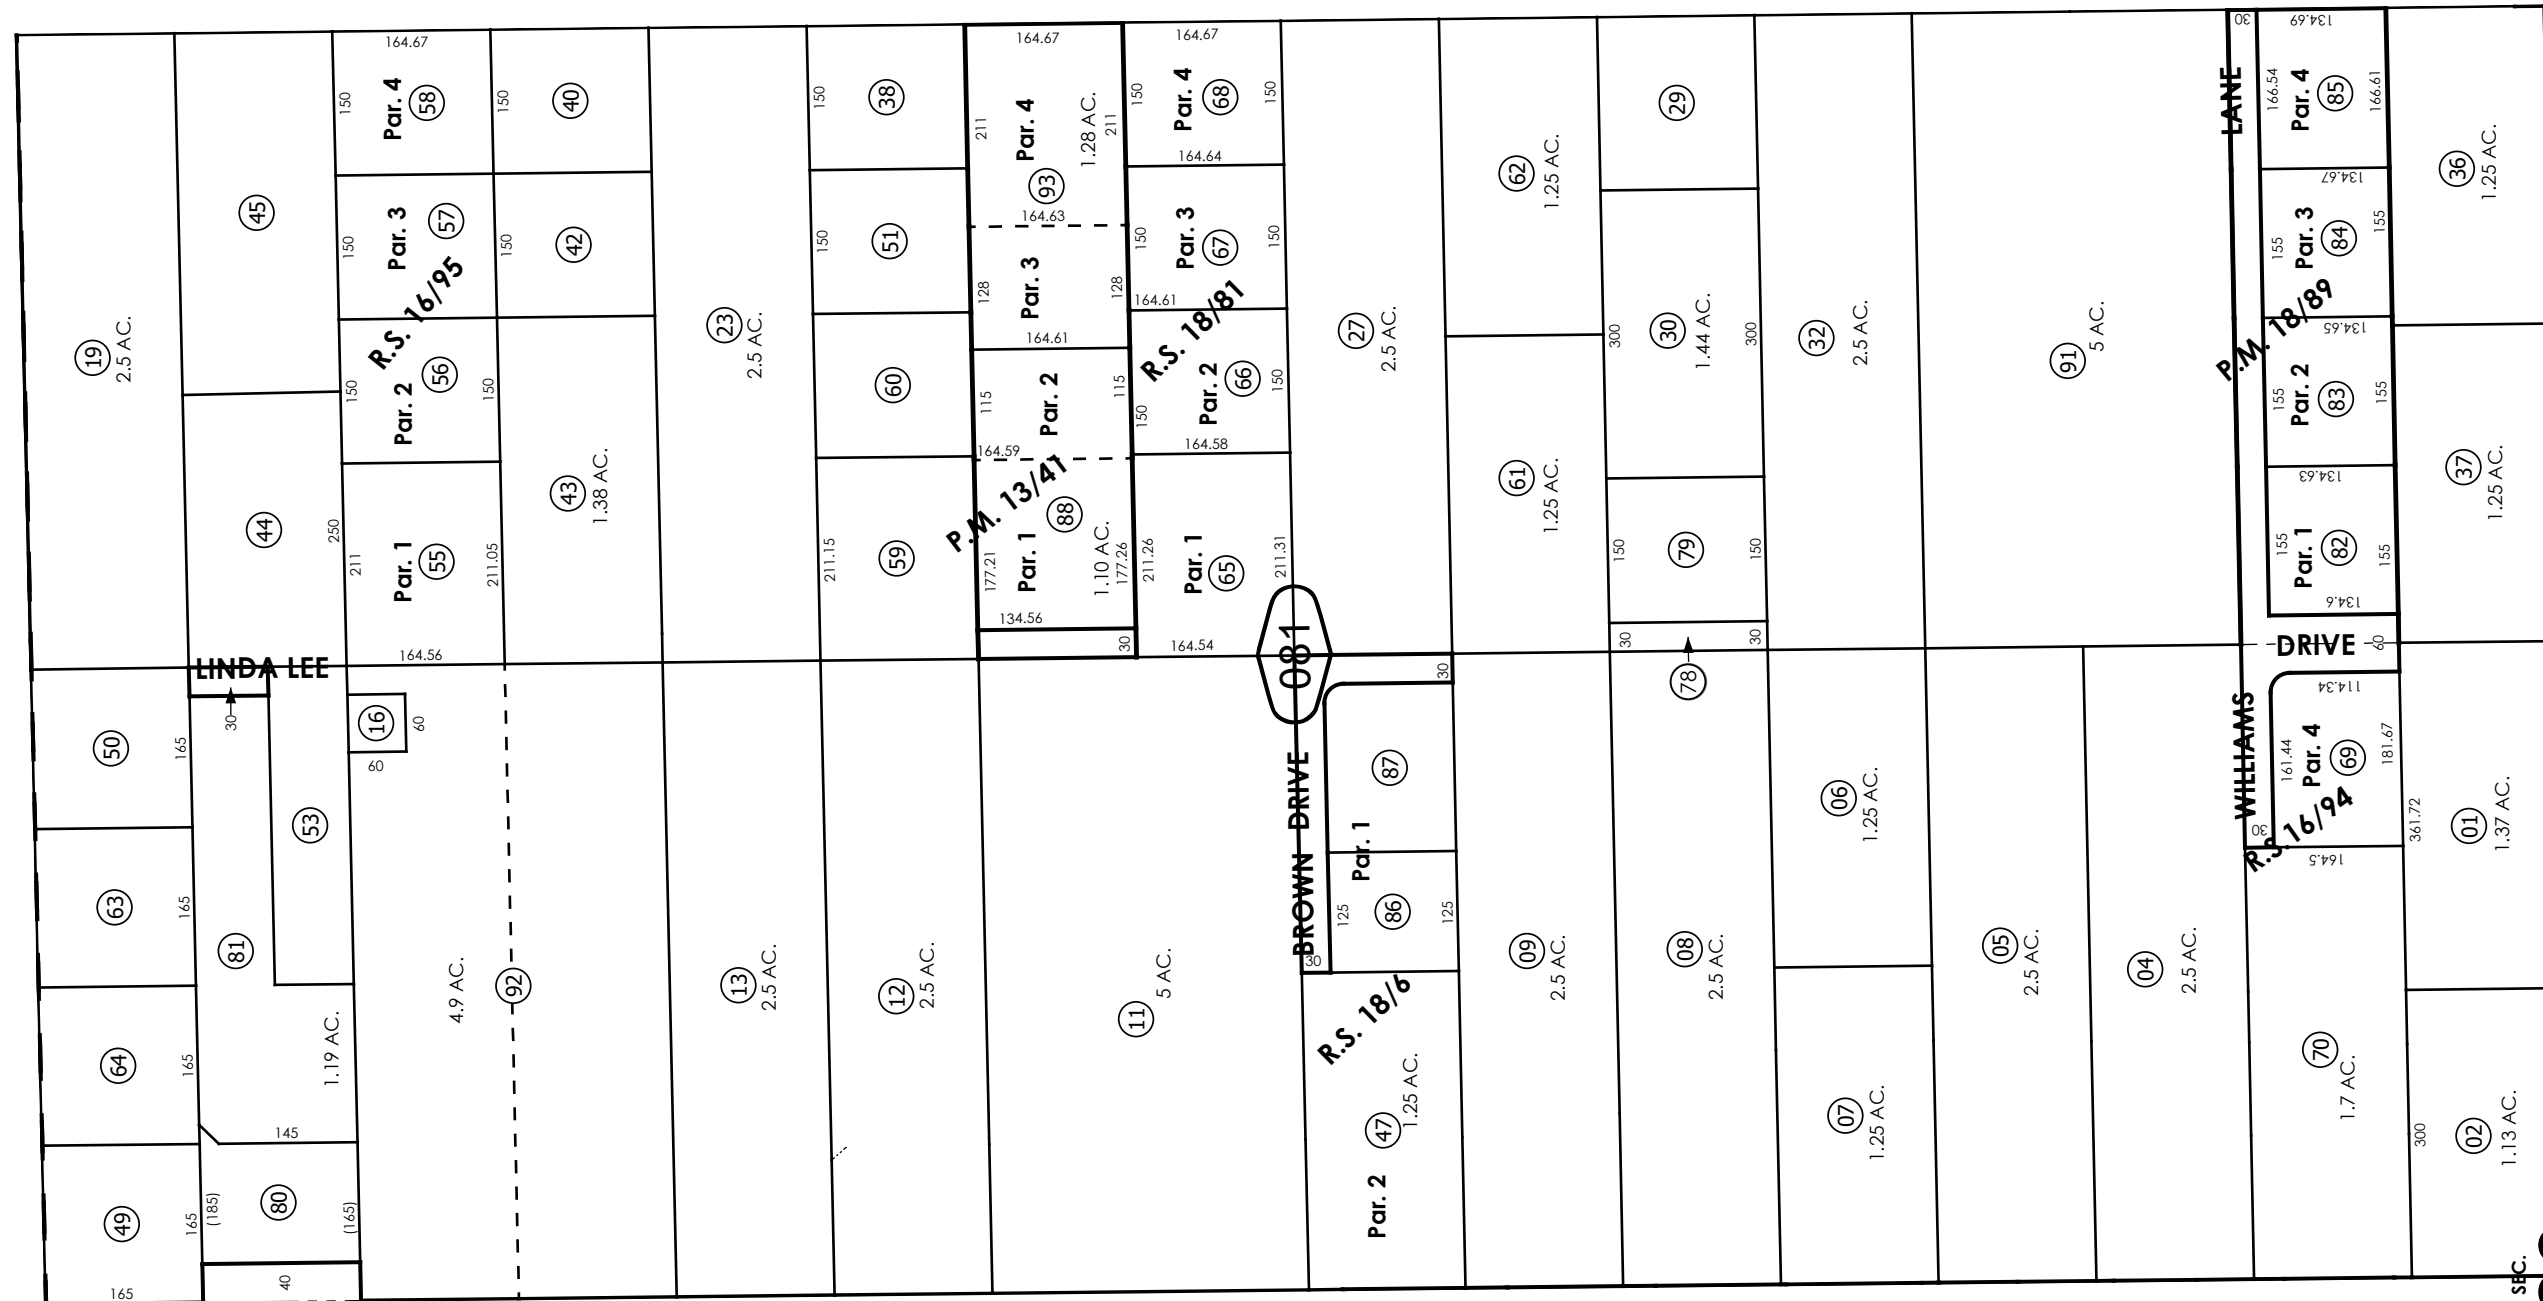 164.67
164.67
164.67
30
134.69
19
2.5 AC.
45
150
Par. 4
58
150
40
150
38
211
Par. 4
93
1.28 AC.
211
150
Par. 4
68
150
164.64
29
LANE
166.54
Par. 4
85
166.61
36
1.25 AC.
62
1.25 AC.
134.67
150
Par. 3
57
150
42
150
51
164.63
150
Par. 3
67
150
155
Par. 3
84
155
R.S. 16/95
128
Par. 3
128
164.61
R.S. 18/81
P.M. 18/89
23
2.5 AC.
27
2.5 AC.
300
30
1.44 AC.
300
32
2.5 AC.
91
5 AC.
134.65
164.61
150
Par. 2
56
150
60
115
Par. 2
115
150
Par. 2
66
150
155
Par. 2
83
155
164.59
164.58
134.63
44
250
43
1.38 AC.
P.M. 13/41
61
1.25 AC.
37
1.25 AC.
211
Par. 1
55
211.05
211.15
59
177.21
Par. 1
88
1.10 AC.
177.26
211.26
Par. 1
65
211.31
150
79
150
155
Par. 1
82
155
134.56
134.6
164.56
30
164.54
081
30
30
30
LINDA LEE
DRIVE
60
78
30
16
60
60
114.34
50
165
53
BROWN DRIVE
87
Par. 1
06
1.25 AC.
WILLIAMS
161.44
Par. 4
69
181.67
30
R.S. 16/94
164.5
361.72
01
1.37 AC.
63
165
81
125
86
125
30
4.9 AC.
92
13
2.5 AC.
12
2.5 AC.
11
5 AC.
R.S. 18/6
09
2.5 AC.
08
2.5 AC.
05
2.5 AC.
04
2.5 AC.
64
165
1.19 AC.
145
47
1.25 AC.
Par. 2
07
1.25 AC.
70
1.7 AC.
300
02
1.13 AC.
49
165
(185)
80
(165)
165
40
SEC.